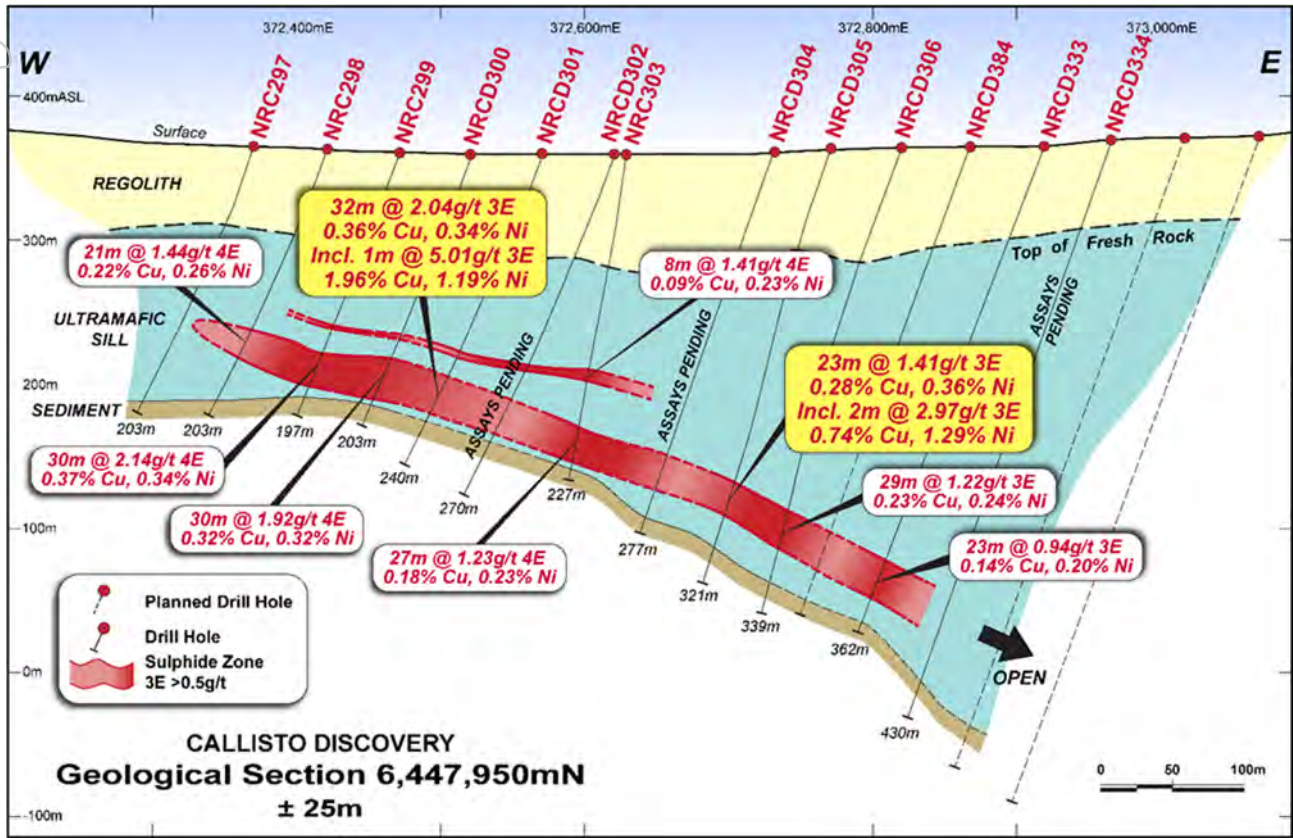 372,400mE
372,600mE
372,800mE
373,000mE
W
E
NRC297
NRC298
NRC299
NRCD300
NRCD301
NRCD302
NRC303
NRCD304
NRCD305
NRCD306
NRCD384
NRCD333
NRCD334
400mASL
Surface
REGOLITH
32m @ 2.04g/t 3E
0.36% Cu, 0.34% Ni
Incl. 1m @ 5.01g/t 3E
1.96% Cu, 1.19% Ni
300m
21m @ 1.44g/t 4E
0.22% Cu, 0.26% Ni
8m @ 1.41g/t 4E
0.09% Cu, 0.23% Ni
Top of Fresh Rock
ASSAYS
PENDING
ULTRAMAFIC
SILL
ASSAYS PENDING
ASSAYS PENDING
23m @ 1.41g/t 3E
0.28% Cu, 0.36% Ni
Incl. 2m @ 2.97g/t 3E
0.74% Cu, 1.29% Ni
200m
SEDIMENT
203m
203m
197m
203m
240m
270m
227m
277m
321m
339m
362m
430m
30m @ 2.14g/t 4E
0.37% Cu, 0.34% Ni
30m @ 1.92g/t 4E
0.32% Cu, 0.32% Ni
27m @ 1.23g/t 4E
0.18% Cu, 0.23% Ni
29m @ 1.22g/t 3E
0.23% Cu, 0.24% Ni
23m @ 0.94g/t 3E
0.14% Cu, 0.20% Ni
100m
Planned Drill Hole
Drill Hole
Sulphide Zone
3E >0.5g/t
0m
OPEN
CALLISTO DISCOVERY
Geological Section 6,447,950mN
± 25m
0 100m
-100m